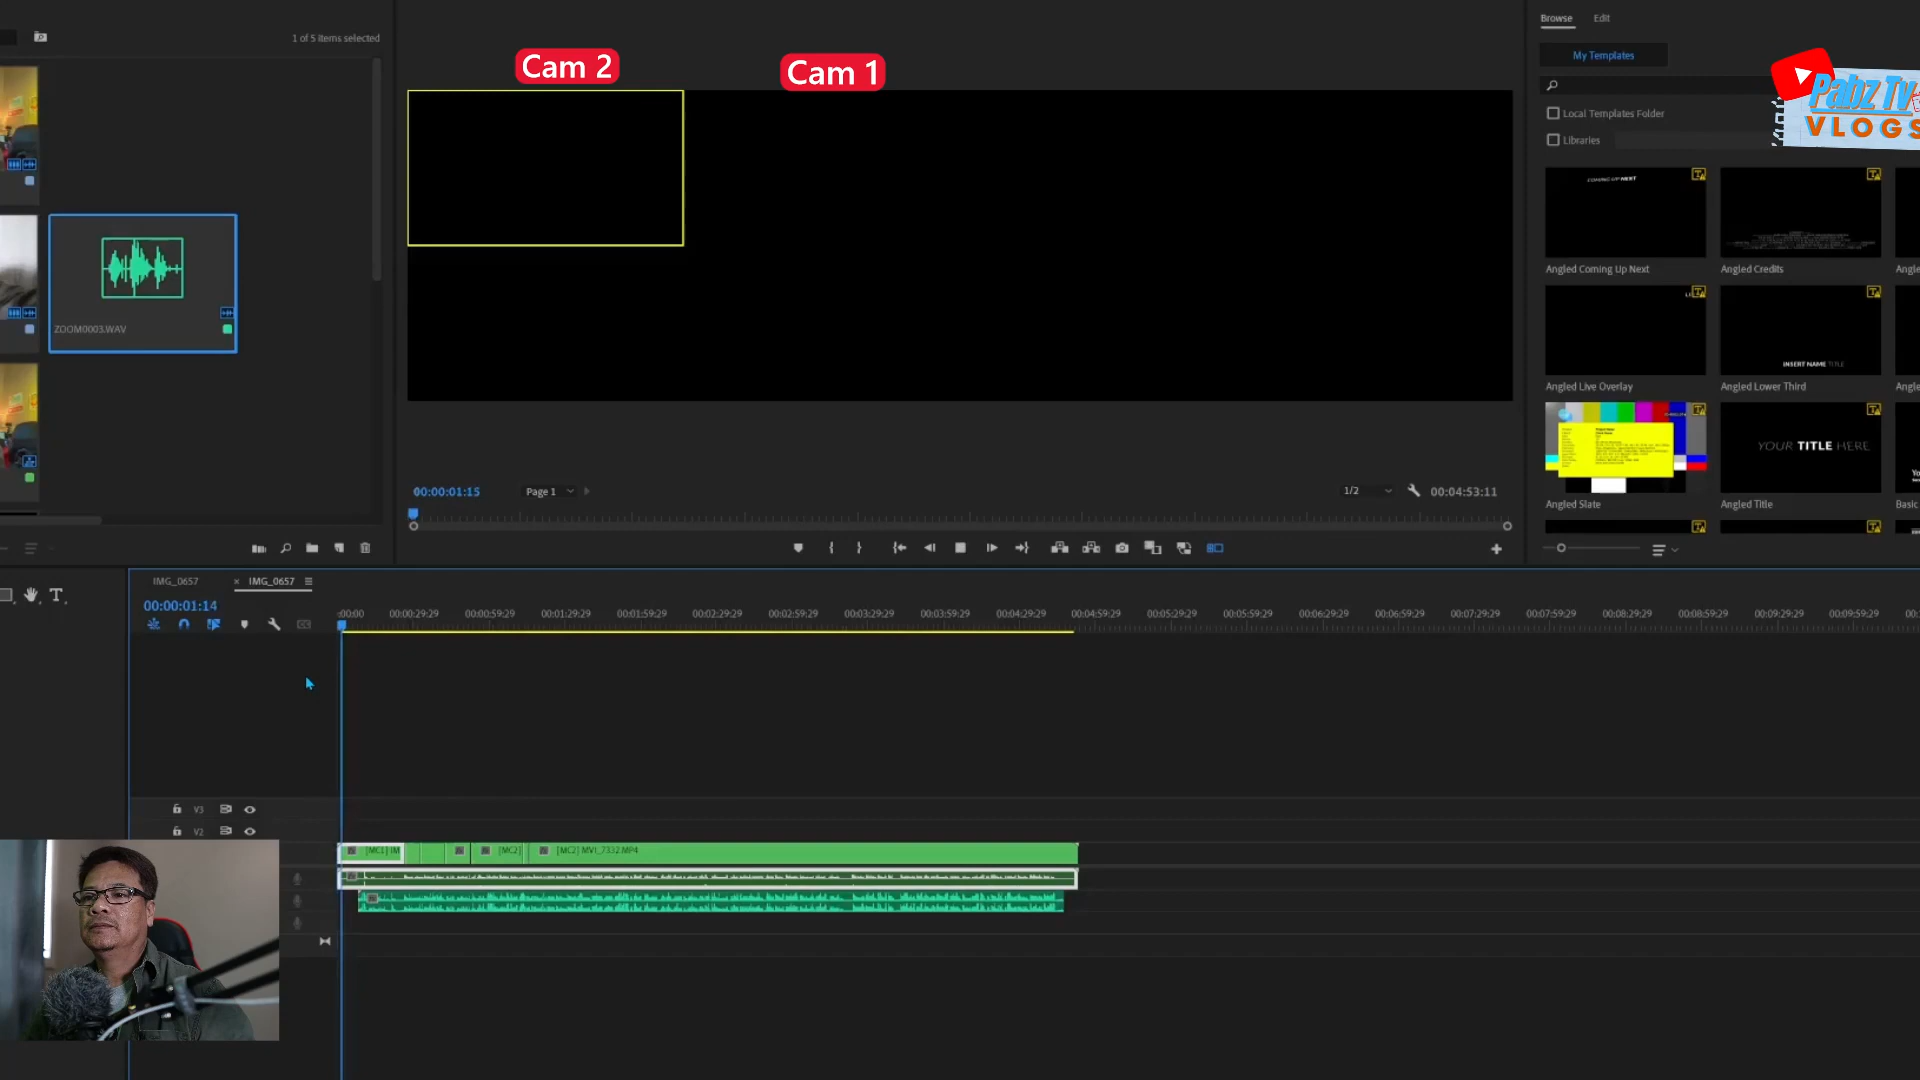 1 of 5 items selected
ZOOM0003.WAV
Cam 2
Cam 1
00:00:01:15
Page 1
1/2
00:04:53:11
Browse
Edit
My Templates
Local Templates Folder
Libraries
Pabz Tv
VLOGS
COMING UP NEXT
Angled Coming Up Next
Angled Credits
Angle
Angled Live Overlay
INSERT NAME TITLE
Angled Lower Third
Angle
YOUR TITLE HERE
Angled Slate
Angled Title
Basic
IMG_0657
× IMG_0657
00:00:01:14
:00:00
00:00:29:29
00:00:59:29
00:01:29:29
00:01:59:29
00:02:29:29
00:02:59:29
00:03:29:29
00:03:59:29
00:04:29:29
00:04:59:29
00:05:29:29
00:05:59:29
00:06:29:29
00:06:59:29
00:07:29:29
00:07:59:29
00:08:29:29
00:08:59:29
00:09:29:29
00:09:59:29
V3
V2
[MC1] IM
[MC2]
[MC2] MVI_7332.MP4